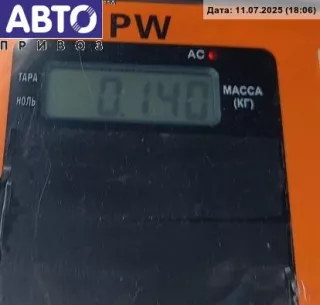 Дата: 11.07.2025 (18:06)
АВТО
ПРИВОЗ
PW
AC
ТАРА
НОЛЬ
0.140
МАССА
(КГ)